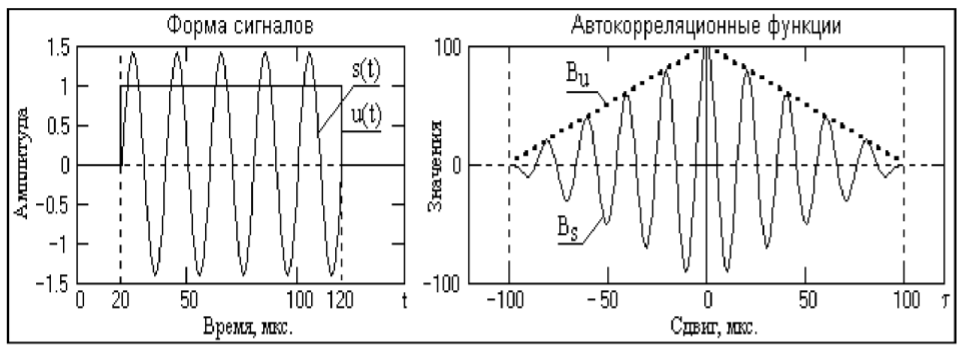 Форма сигналов
1.5
1
0.5
0
-0.5
-1
-1.5
Амплитуда
s(t)
u(t)
0 20 50 100 120 t
Время, мкс.
Автокорреляционные функции
100
0
-100
Значения
Bu
Bs
-100 -50 0 50 100 τ
Сдвиг, мкс.